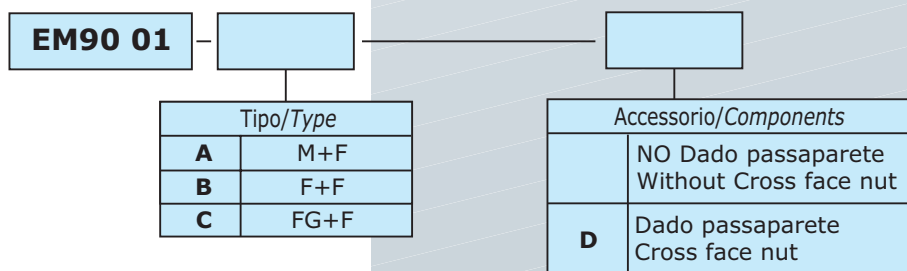 EM90 01
Tipo/Type
A M+F
B F+F
C FG+F
Accessorio/Components
NO Dado passaparete
Without Cross face nut
D Dado passaparete
Cross face nut